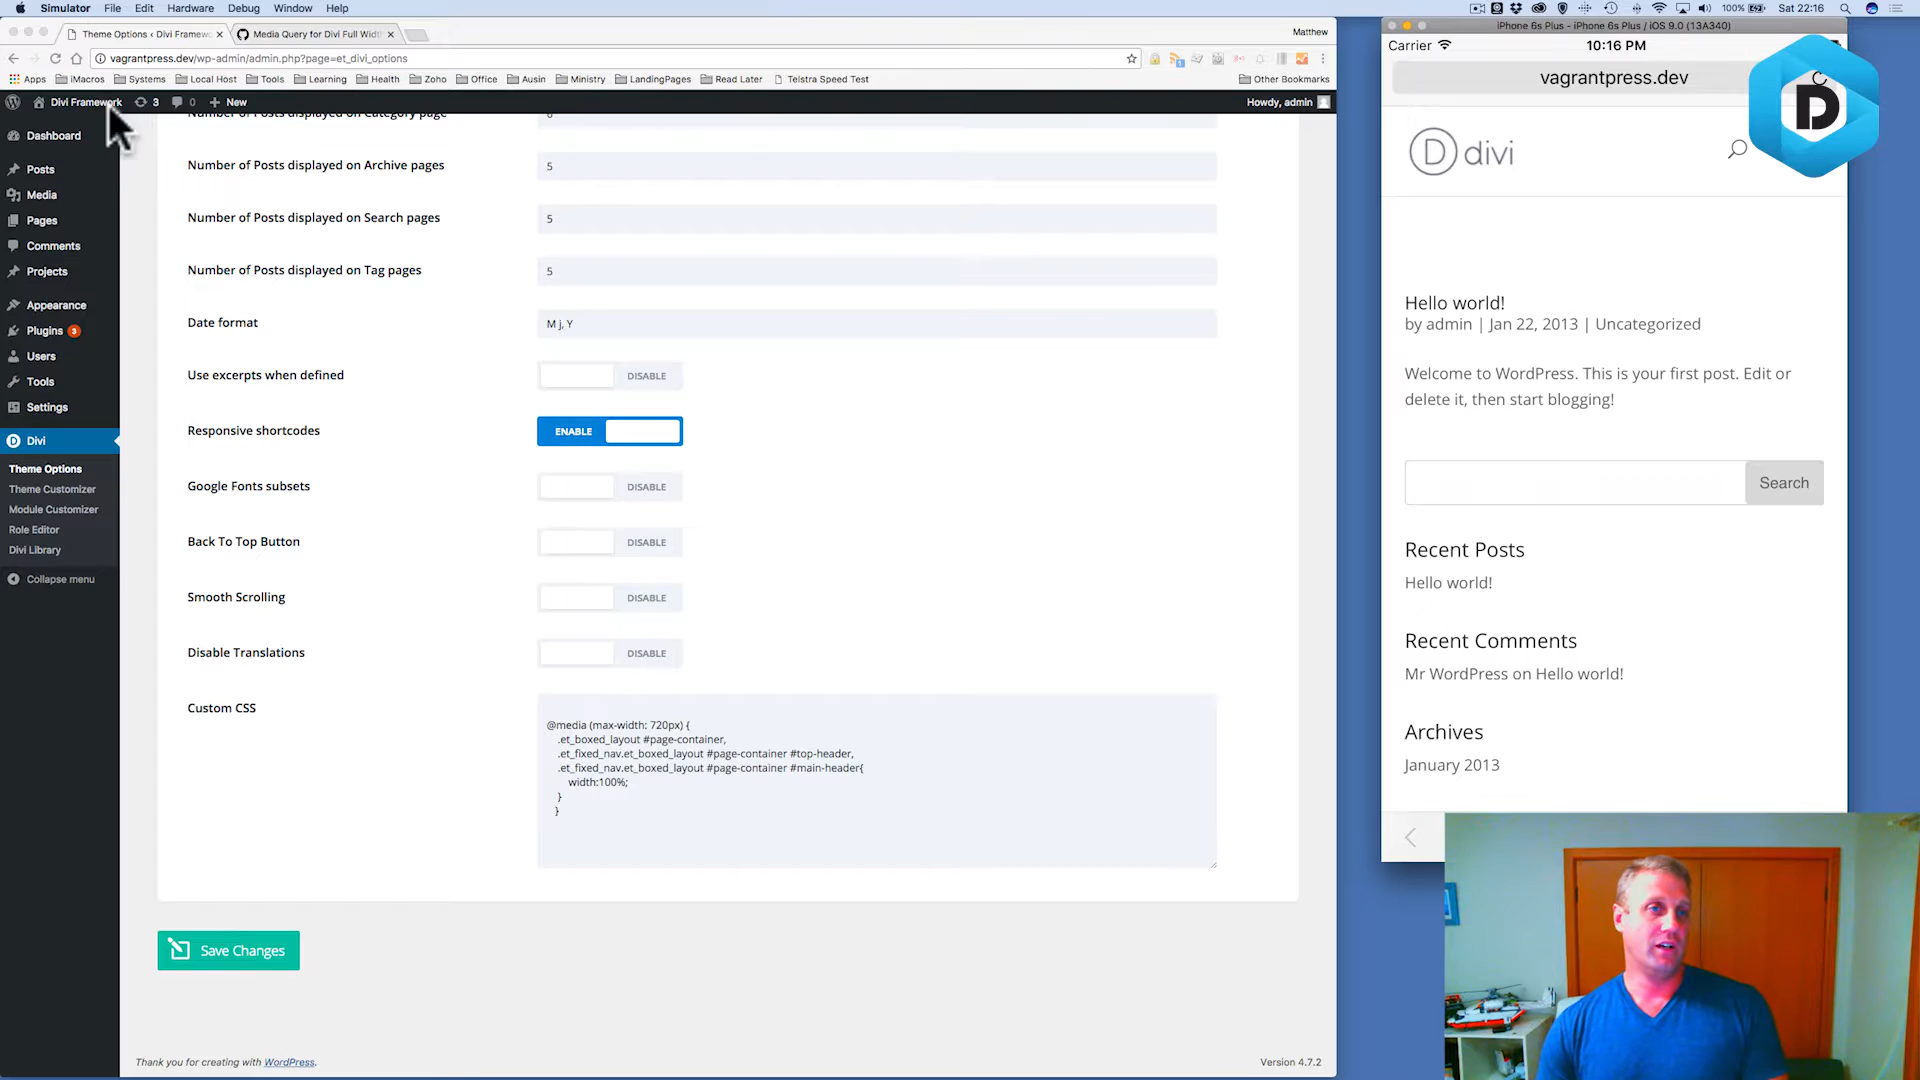 Simulator File Edit Hardware Debug Window Help
100% Sat 22:16
Theme Options ‹ Divi Framew
Media Query for Divi Full Widt
Matthew
vagrantpress.dev/wp-admin/admin.php?page=et_divi_options
Apps iMacros Systems Local Host Tools Learning Health Zoho Office Ausin Ministry LandingPages Read Later Telstra Speed Test Other Bookmarks
Divi Framework 3 0 New
Howdy, admin
Dashboard
Posts
Media
Pages
Comments
Projects
Appearance
Plugins 3
Users
Tools
Settings
Divi
Theme Options
Theme Customizer
Module Customizer
Role Editor
Divi Library
Collapse menu
Number of Posts displayed on Category page
Number of Posts displayed on Archive pages 5
Number of Posts displayed on Search pages 5
Number of Posts displayed on Tag pages 5
Date format M j, Y
Use excerpts when defined DISABLE
Responsive shortcodes ENABLE
Google Fonts subsets DISABLE
Back To Top Button DISABLE
Smooth Scrolling DISABLE
Disable Translations DISABLE
Custom CSS
@media (max-width: 720px) {
.et_boxed_layout #page-container,
.et_fixed_nav.et_boxed_layout #page-container #top-header,
.et_fixed_nav.et_boxed_layout #page-container #main-header{
width:100%;
}
}
Save Changes
Thank you for creating with WordPress.
Version 4.7.2
iPhone 6s Plus - iPhone 6s Plus / iOS 9.0 (13A340)
Carrier 10:16 PM
vagrantpress.dev
D
D divi
Hello world!
by admin | Jan 22, 2013 | Uncategorized
Welcome to WordPress. This is your first post. Edit or
delete it, then start blogging!
Search
Recent Posts
Hello world!
Recent Comments
Mr WordPress on Hello world!
Archives
January 2013